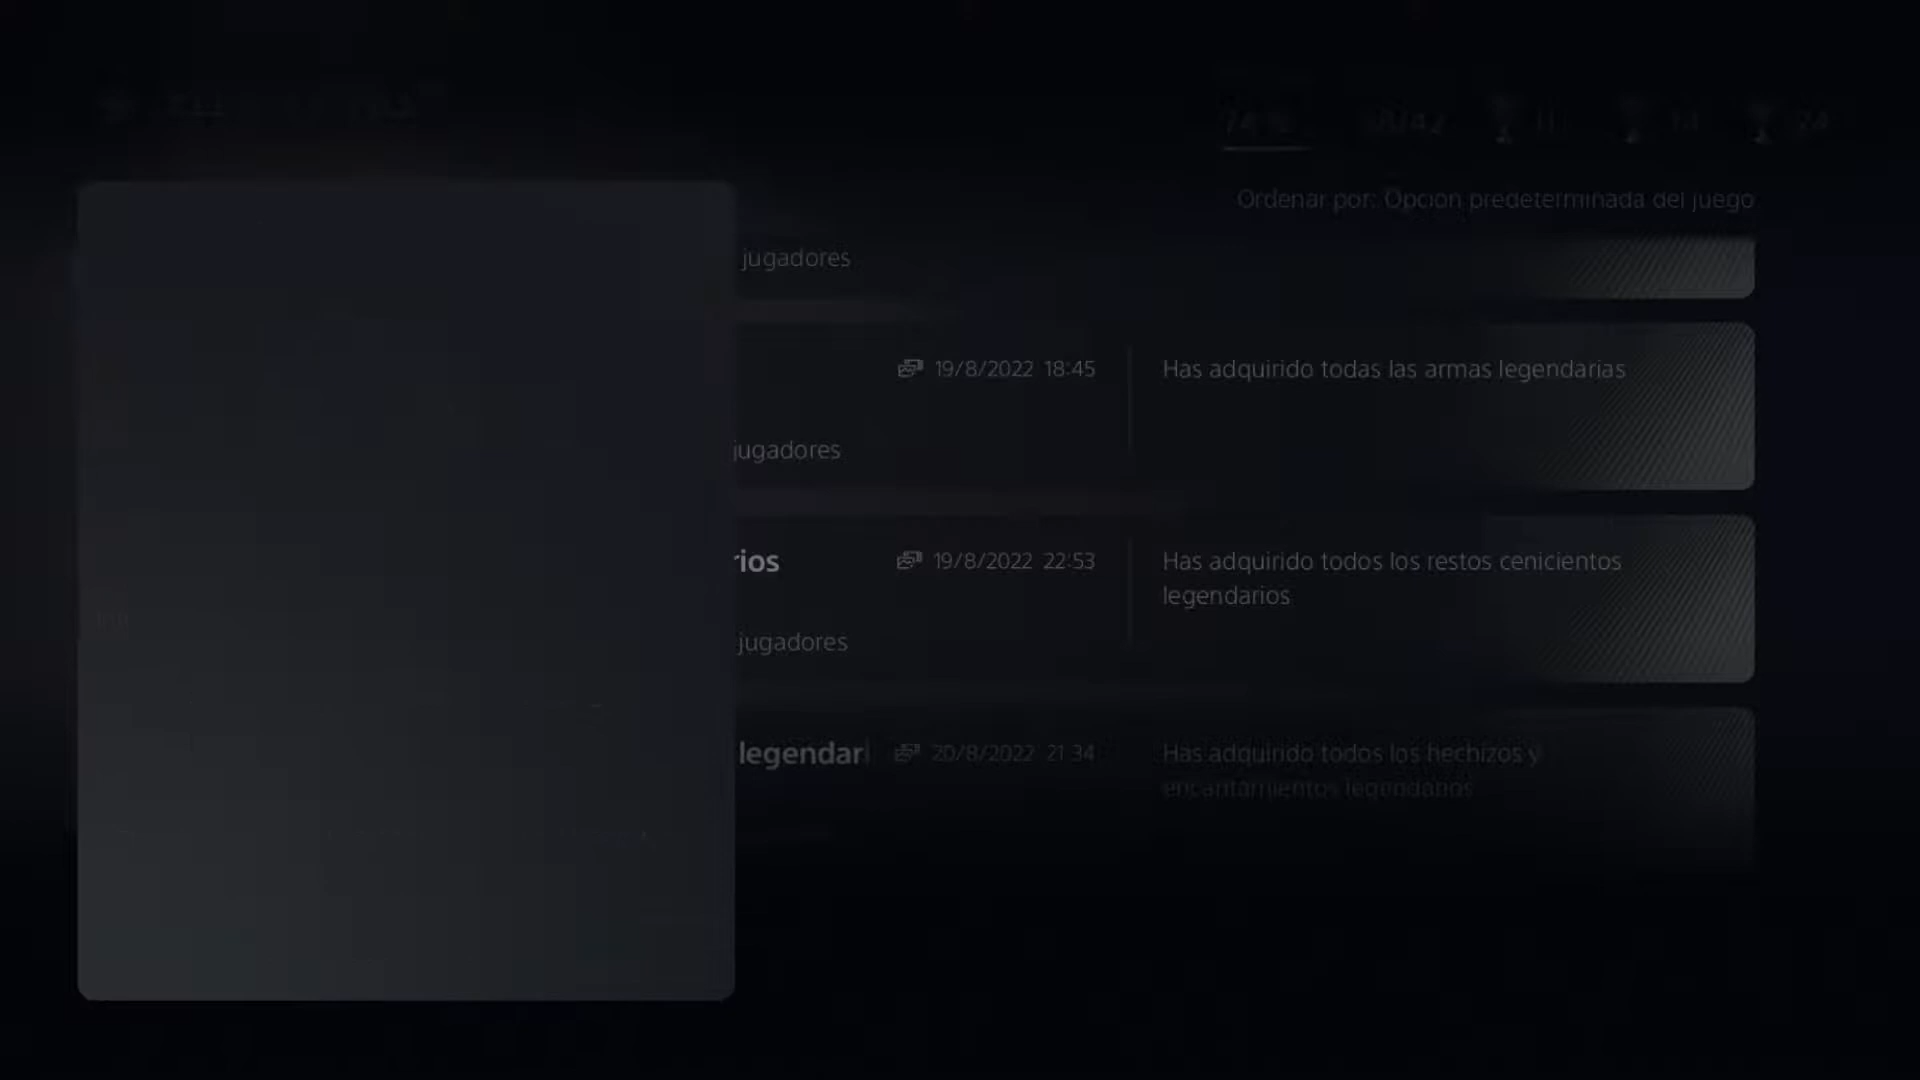 Ordenar por: Opción predeterminada del juego
jugadores
19/8/2022 18:45
Has adquirido todas las armas legendarias
jugadores
rios
19/8/2022 22:53
Has adquirido todos los restos cenicientos
legendarios
jugadores
legendari
20/8/2022 21:34
Has adquirido todos los hechizos y
encantamientos legendarios